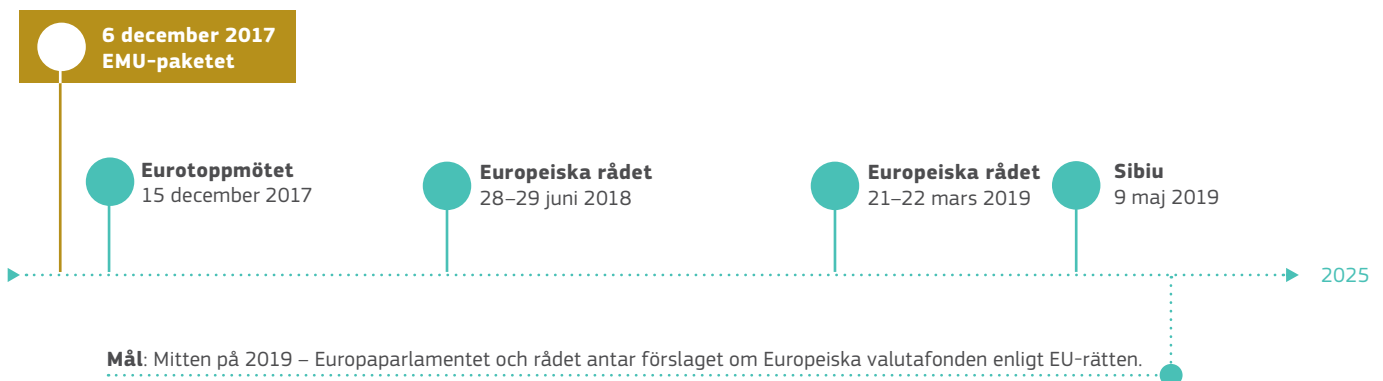 6 december 2017
EMU-paketet
Eurotoppmötet
15 december 2017
Europeiska rådet
28–29 juni 2018
Europeiska rådet
21–22 mars 2019
Sibiu
9 maj 2019
2025
Mål: Mitten på 2019 – Europaparlamentet och rådet antar förslaget om Europeiska valutafonden enligt EU-rätten.